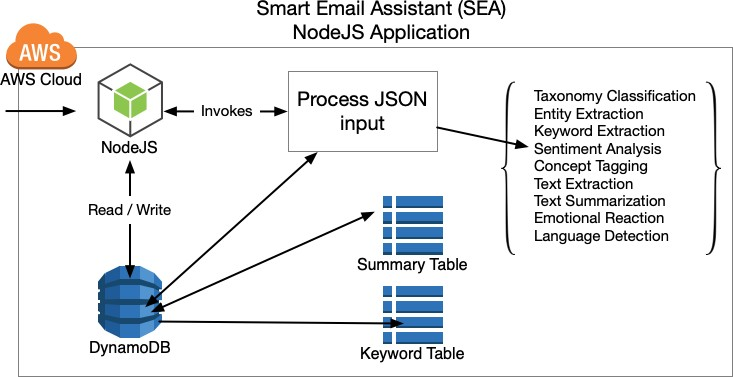 Smart Email Assistant (SEA)
NodeJS Application
AWS
AWS Cloud
NodeJS
Invokes
Process JSON
input
Taxonomy Classification
Entity Extraction
Keyword Extraction
Sentiment Analysis
Concept Tagging
Text Extraction
Text Summarization
Emotional Reaction
Language Detection
Read / Write
Summary Table
DynamoDB
Keyword Table